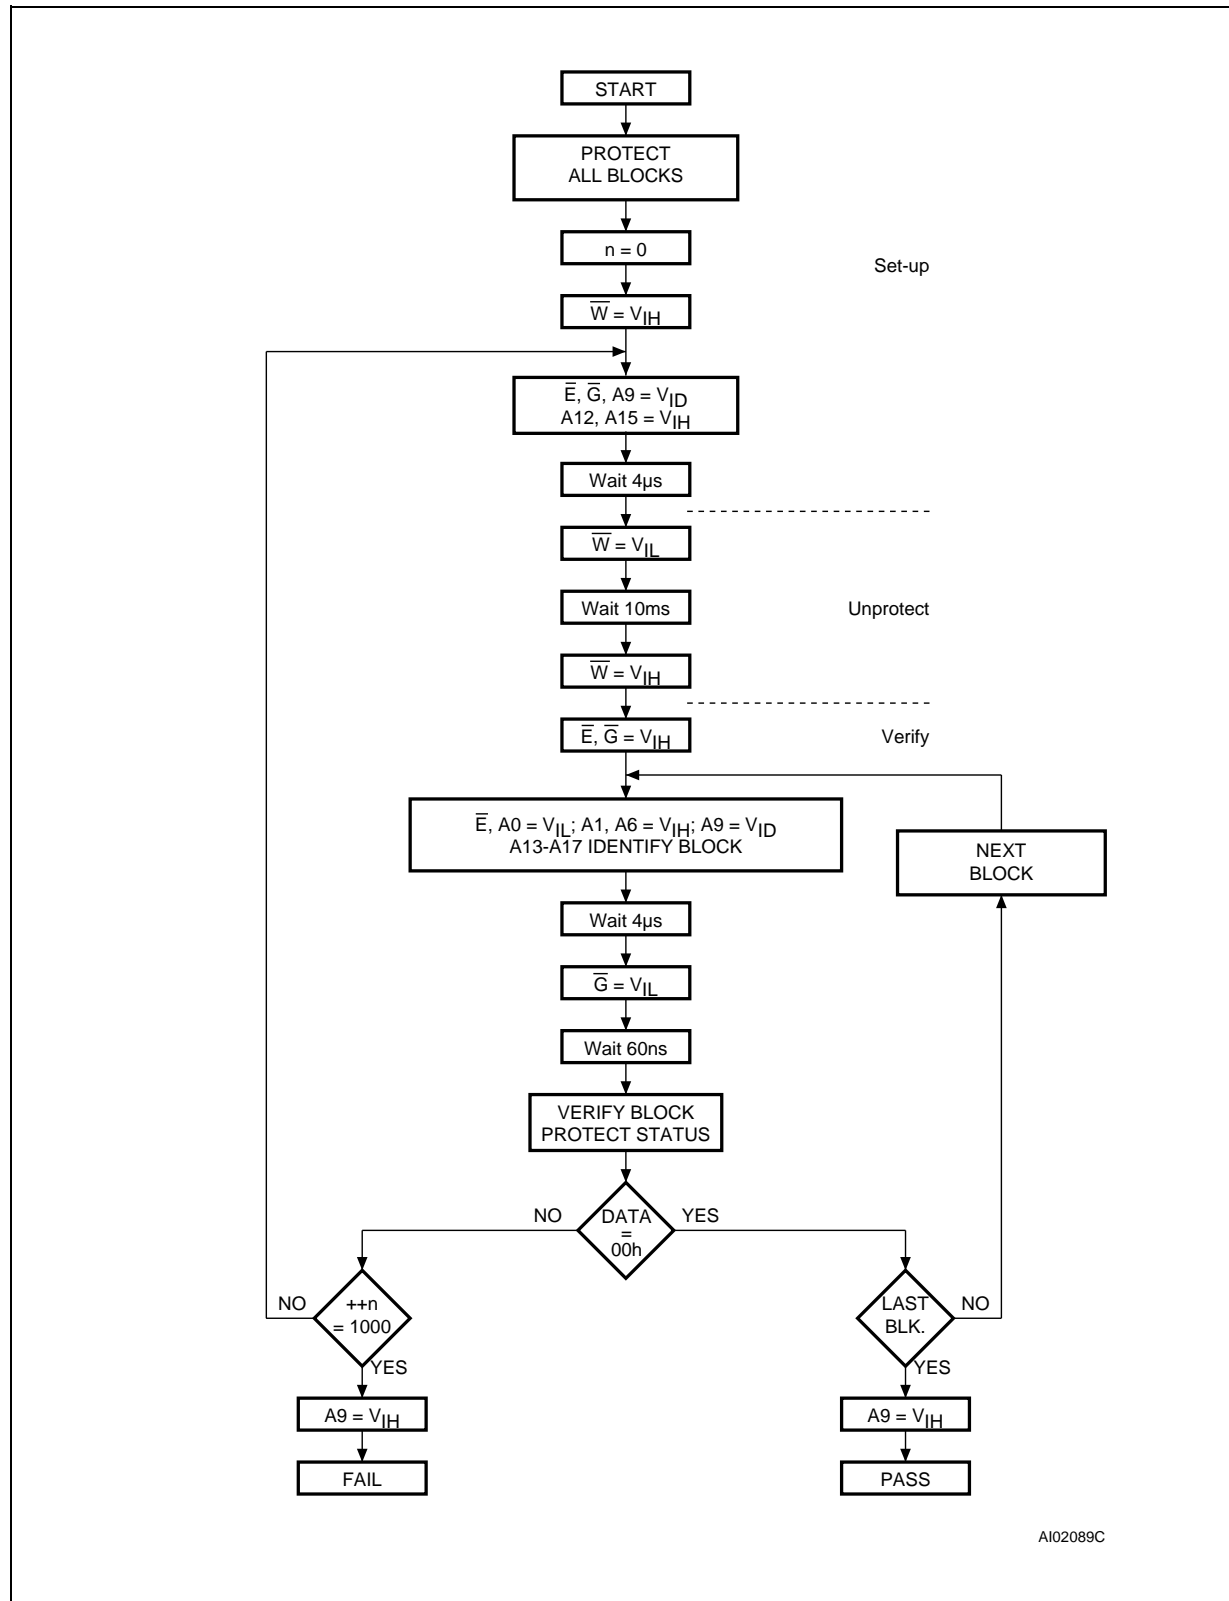 START
PROTECT
ALL BLOCKS
n = 0
Set-up
W̅ = VIH
E̅, G̅, A9 = VID
A12, A15 = VIH
Wait 4µs
W̅ = VIL
Wait 10ms
Unprotect
W̅ = VIH
E̅, G̅ = VIH
Verify
E̅, A0 = VIL; A1, A6 = VIH; A9 = VID
A13-A17 IDENTIFY BLOCK
NEXT
BLOCK
Wait 4µs
G̅ = VIL
Wait 60ns
VERIFY BLOCK
PROTECT STATUS
NO
DATA
=
00h
YES
NO
++n
= 1000
YES
LAST
BLK.
NO
YES
A9 = VIH
A9 = VIH
FAIL
PASS
AI02089C